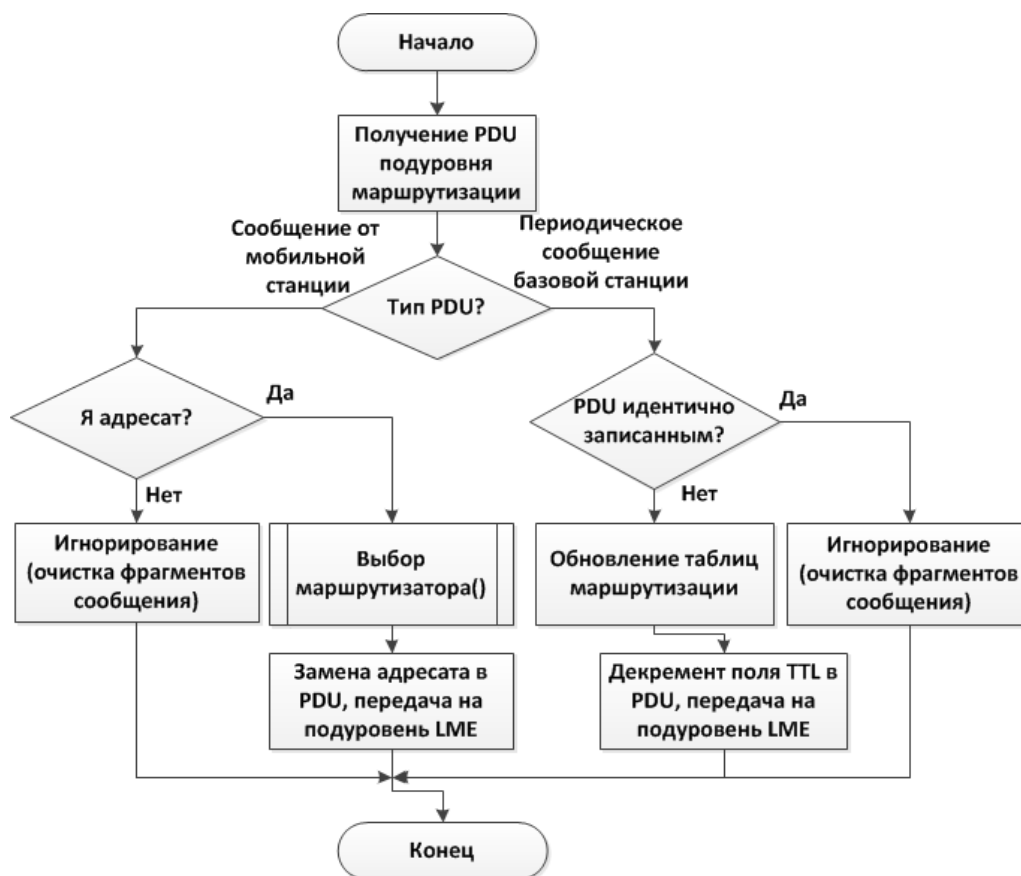 Начало
Получение PDU
подуровня
маршрутизации
Сообщение от
мобильной
станции
Периодическое
сообщение
базовой станции
Тип PDU?
Я адресат?
Да
Нет
PDU идентично
записанным?
Да
Нет
Игнорирование
(очистка фрагментов
сообщения)
Выбор
маршрутизатора()
Обновление таблиц
маршрутизации
Игнорирование
(очистка фрагментов
сообщения)
Замена адресата в
PDU, передача на
подуровень LME
Декремент поля TTL в
PDU, передача на
подуровень LME
Конец